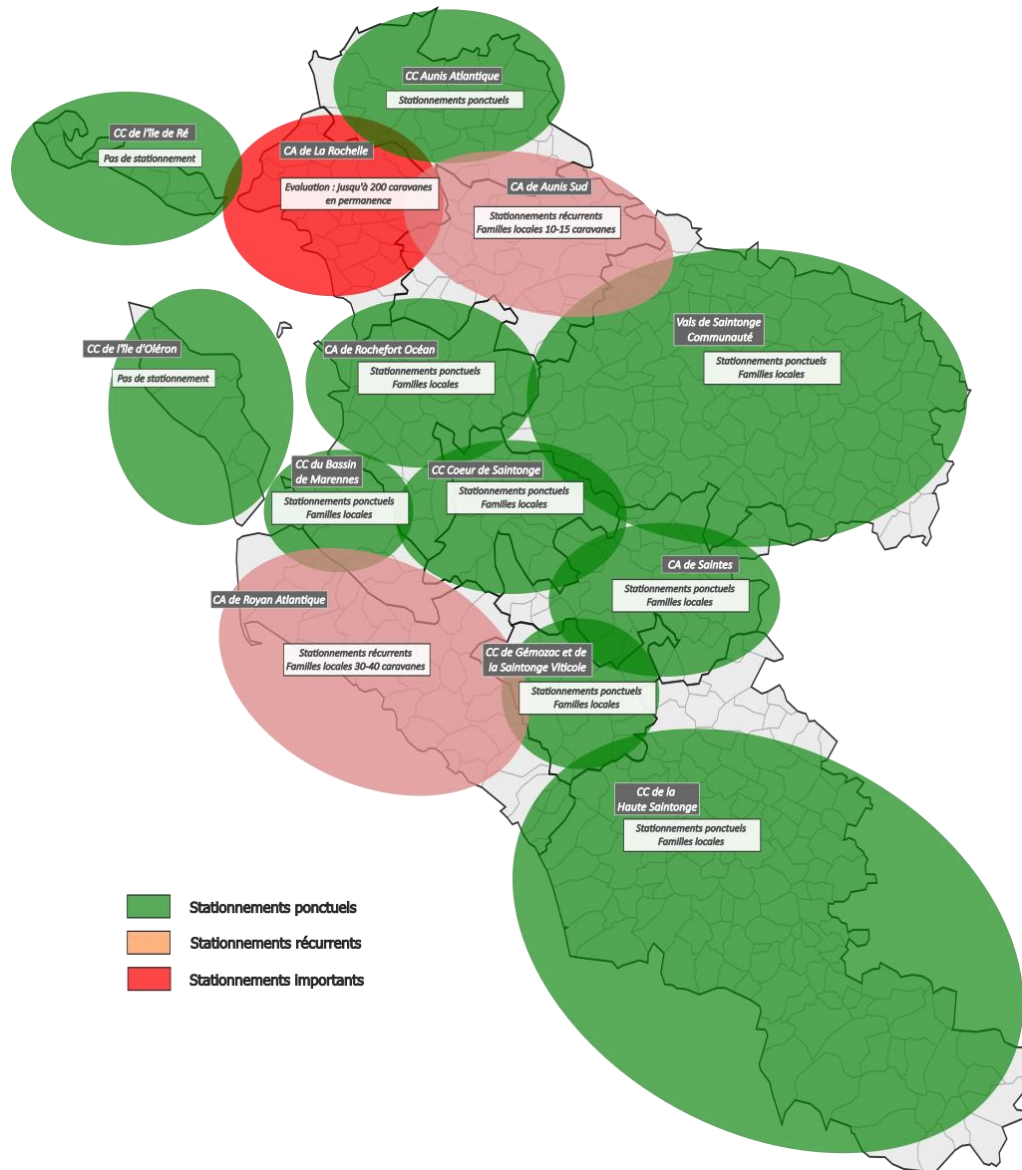 CC Aunis Atlantique
Stationnements ponctuels
CC de l'île de Ré
Pas de stationnement
CA de La Rochelle
Evaluation : jusqu'à 200 caravanes
en permanence
CA de Aunis Sud
Stationnements récurrents
Familles locales 10-15 caravanes
Vals de Saintonge
Communauté
Stationnements ponctuels
Familles locales
CC de l'île d'Oléron
Pas de stationnement
CA de Rochefort Océan
Stationnements ponctuels
Familles locales
CC du Bassin
de Marennes
Stationnements ponctuels
Familles locales
CC Coeur de Saintonge
Stationnements ponctuels
Familles locales
CA de Saintes
Stationnements ponctuels
Familles locales
CA de Royan Atlantique
Stationnements récurrents
Familles locales 30-40 caravanes
CC de Gémozac et de
la Saintonge Viticole
Stationnements ponctuels
Familles locales
CC de la
Haute Saintonge
Stationnements ponctuels
Familles locales
Stationnements ponctuels
Stationnements récurrents
Stationnements importants